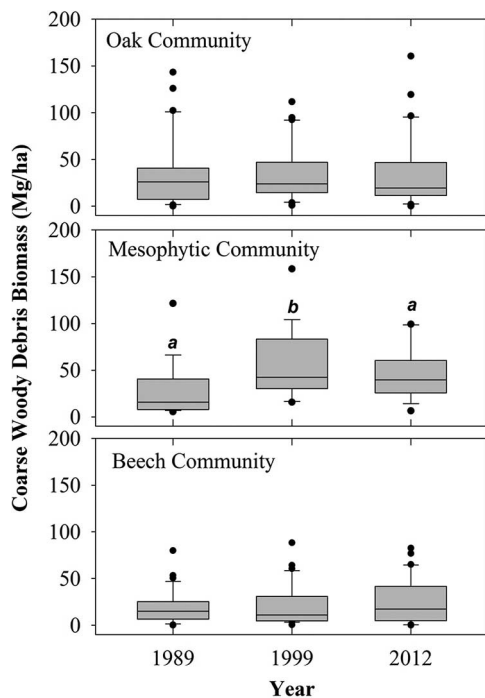 200
Oak Community
150
100
50
0
200
Mesophytic Community
150
b
a
a
100
50
0
200
Beech Community
150
100
50
0
1989 1999 2012
Year
Coarse Woody Debris Biomass (Mg/ha)